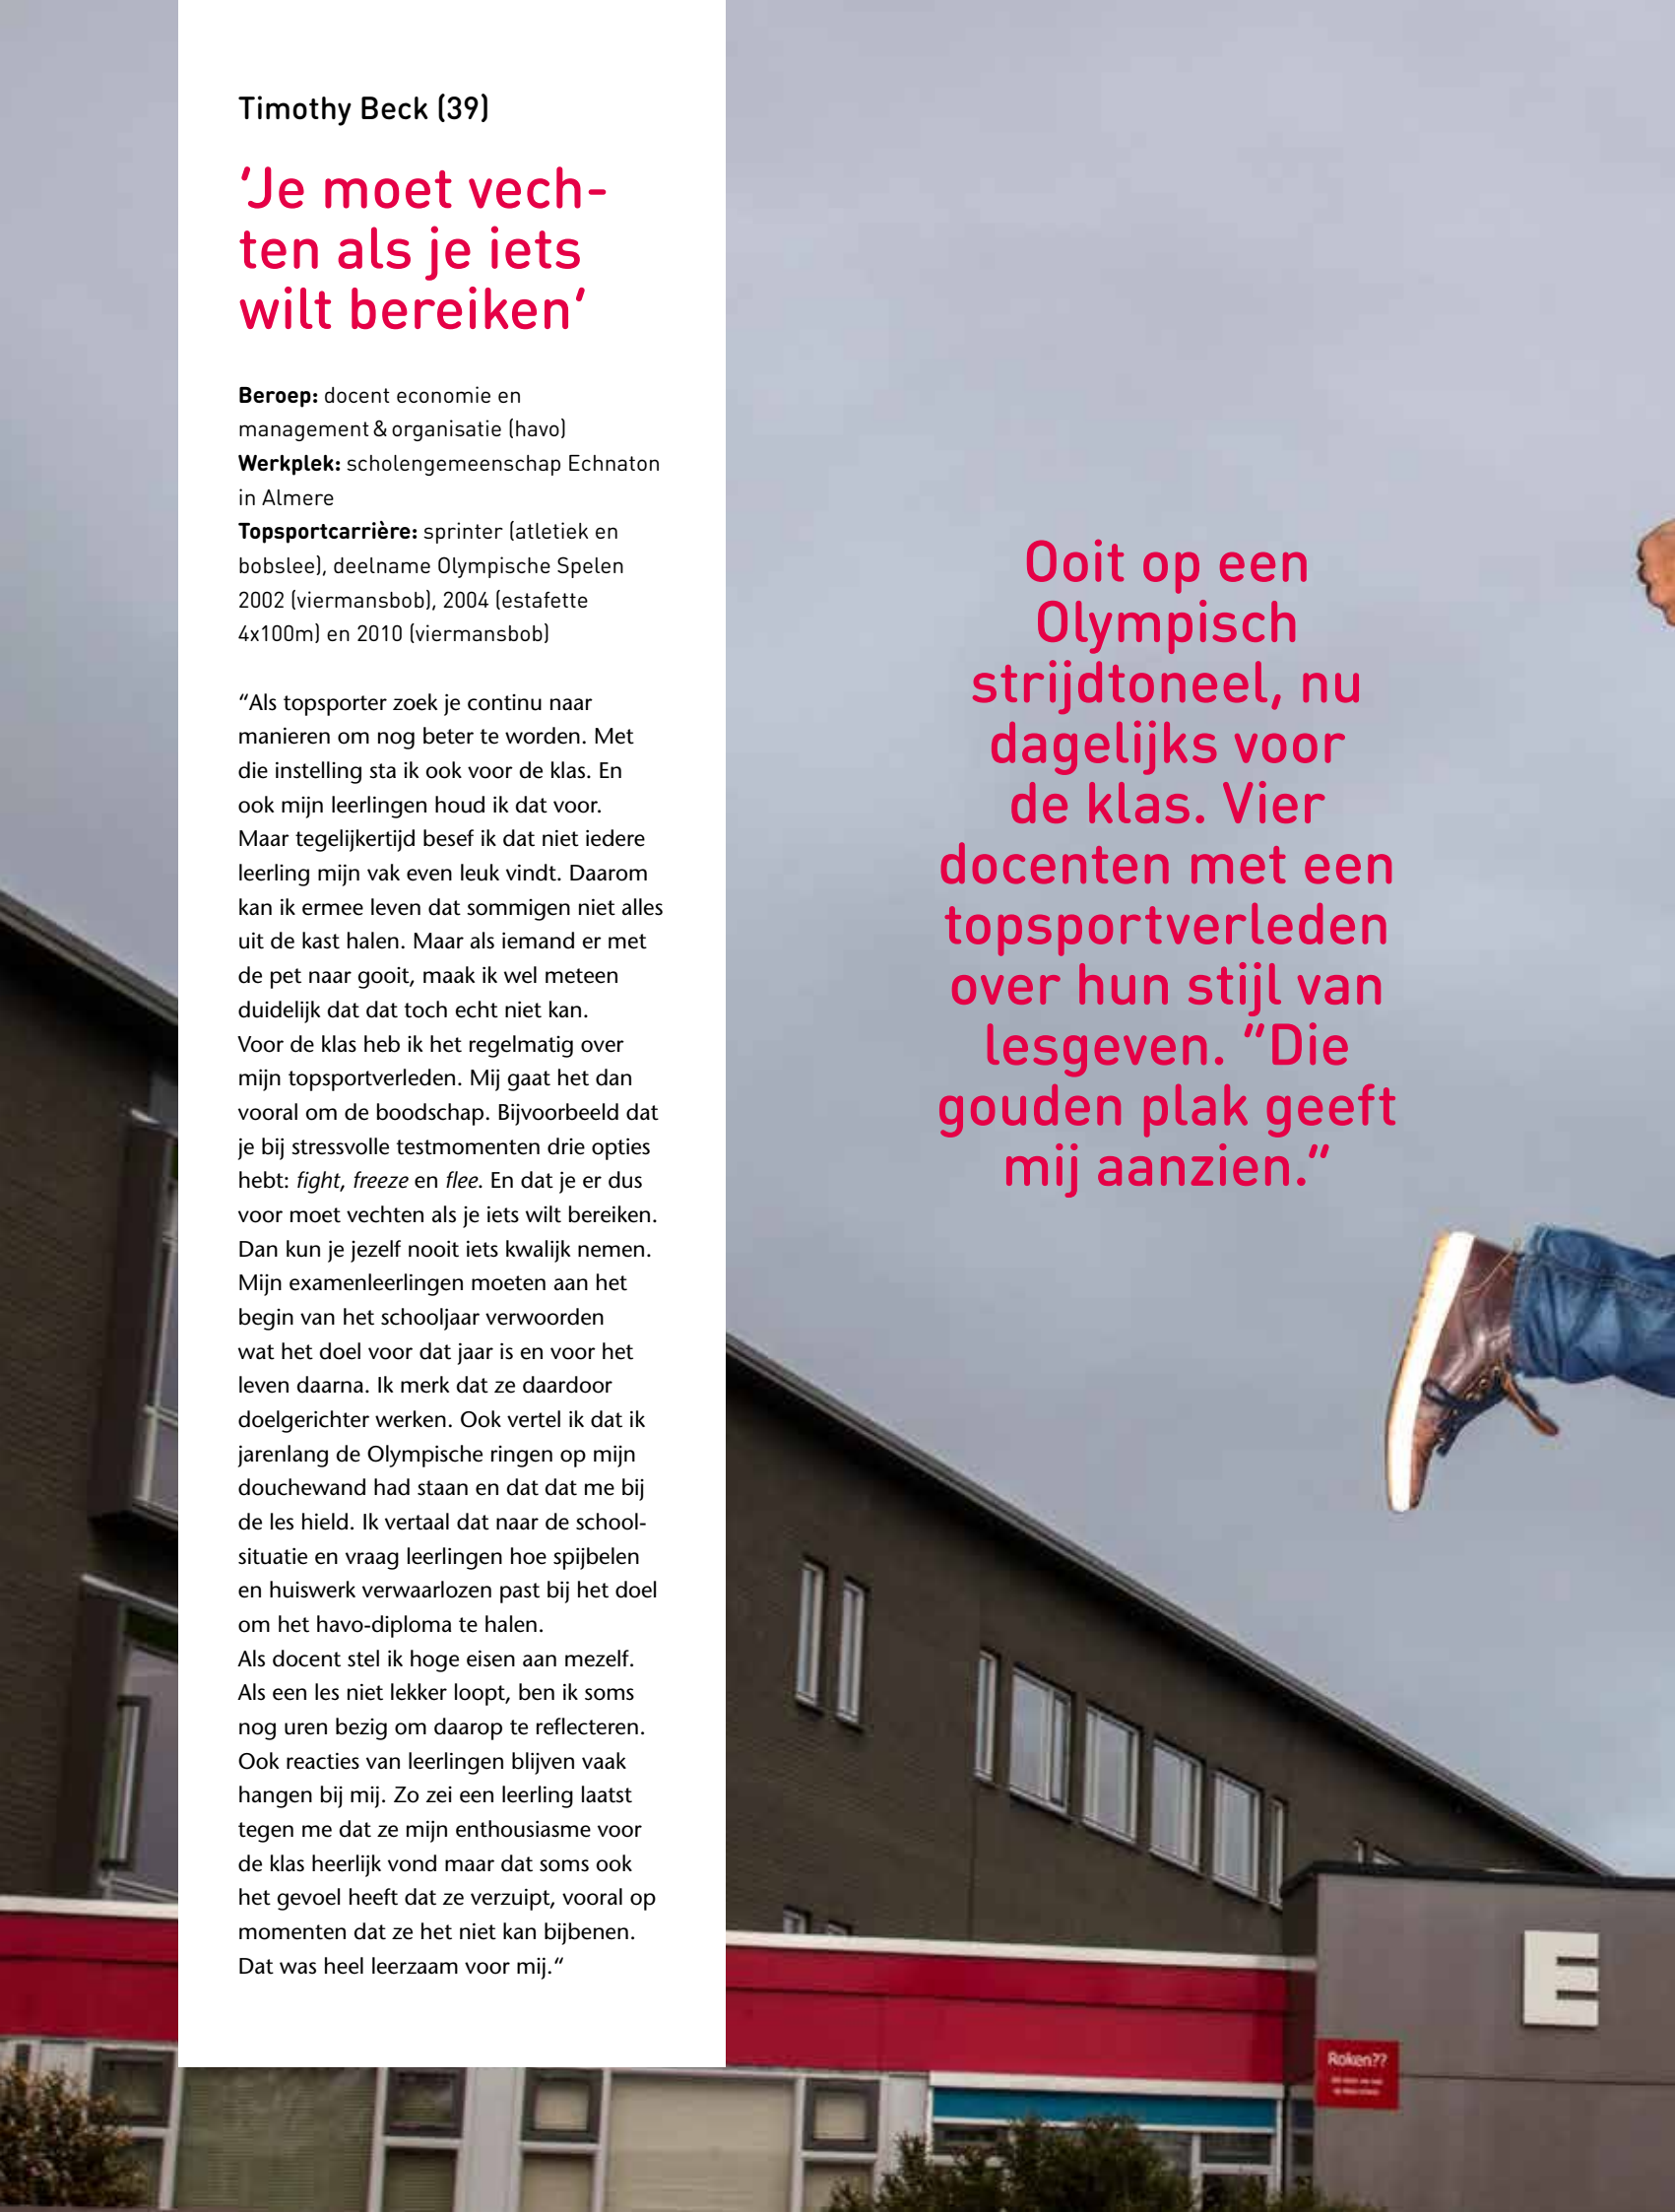 Timothy Beck (39)
‘Je moet vech-
ten als je iets
wilt bereiken’
Beroep: docent economie en
management & organisatie (havo)
Werkplek: scholengemeenschap Echnaton
in Almere
Topsportcarrière: sprinter (atletiek en
bobslee), deelname Olympische Spelen
2002 (viermansbob), 2004 (estafette
4x100m) en 2010 (viermansbob)
“Als topsporter zoek je continu naar
manieren om nog beter te worden. Met
die instelling sta ik ook voor de klas. En
ook mijn leerlingen houd ik dat voor.
Maar tegelijkertijd besef ik dat niet iedere
leerling mijn vak even leuk vindt. Daarom
kan ik ermee leven dat sommigen niet alles
uit de kast halen. Maar als iemand er met
de pet naar gooit, maak ik wel meteen
duidelijk dat dat toch echt niet kan.
Voor de klas heb ik het regelmatig over
mijn topsportverleden. Mij gaat het dan
vooral om de boodschap. Bijvoorbeeld dat
je bij stressvolle testmomenten drie opties
hebt: fight, freeze en flee. En dat je er dus
voor moet vechten als je iets wilt bereiken.
Dan kun je jezelf nooit iets kwalijk nemen.
Mijn examenleerlingen moeten aan het
begin van het schooljaar verwoorden
wat het doel voor dat jaar is en voor het
leven daarna. Ik merk dat ze daardoor
doelgerichter werken. Ook vertel ik dat ik
jarenlang de Olympische ringen op mijn
douchewand had staan en dat dat me bij
de les hield. Ik vertaal dat naar de school-
situatie en vraag leerlingen hoe spijbelen
en huiswerk verwaarlozen past bij het doel
om het havo-diploma te halen.
Als docent stel ik hoge eisen aan mezelf.
Als een les niet lekker loopt, ben ik soms
nog uren bezig om daarop te reflecteren.
Ook reacties van leerlingen blijven vaak
hangen bij mij. Zo zei een leerling laatst
tegen me dat ze mijn enthousiasme voor
de klas heerlijk vond maar dat soms ook
het gevoel heeft dat ze verzuipt, vooral op
momenten dat ze het niet kan bijbenen.
Dat was heel leerzaam voor mij.“
Ooit op een
Olympisch
strijdtoneel, nu
dagelijks voor
de klas. Vier
docenten met een
topsportverleden
over hun stijl van
lesgeven. “Die
gouden plak geeft
mij aanzien.”
E
Roken??